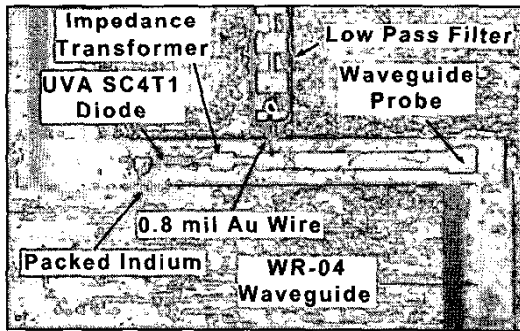 Impedance
Transformer
Low Pass Filter
UVA SC4T1
Diode
Waveguide
Probe
0.8 mil Au Wire
Packed Indium
WR-04
Waveguide